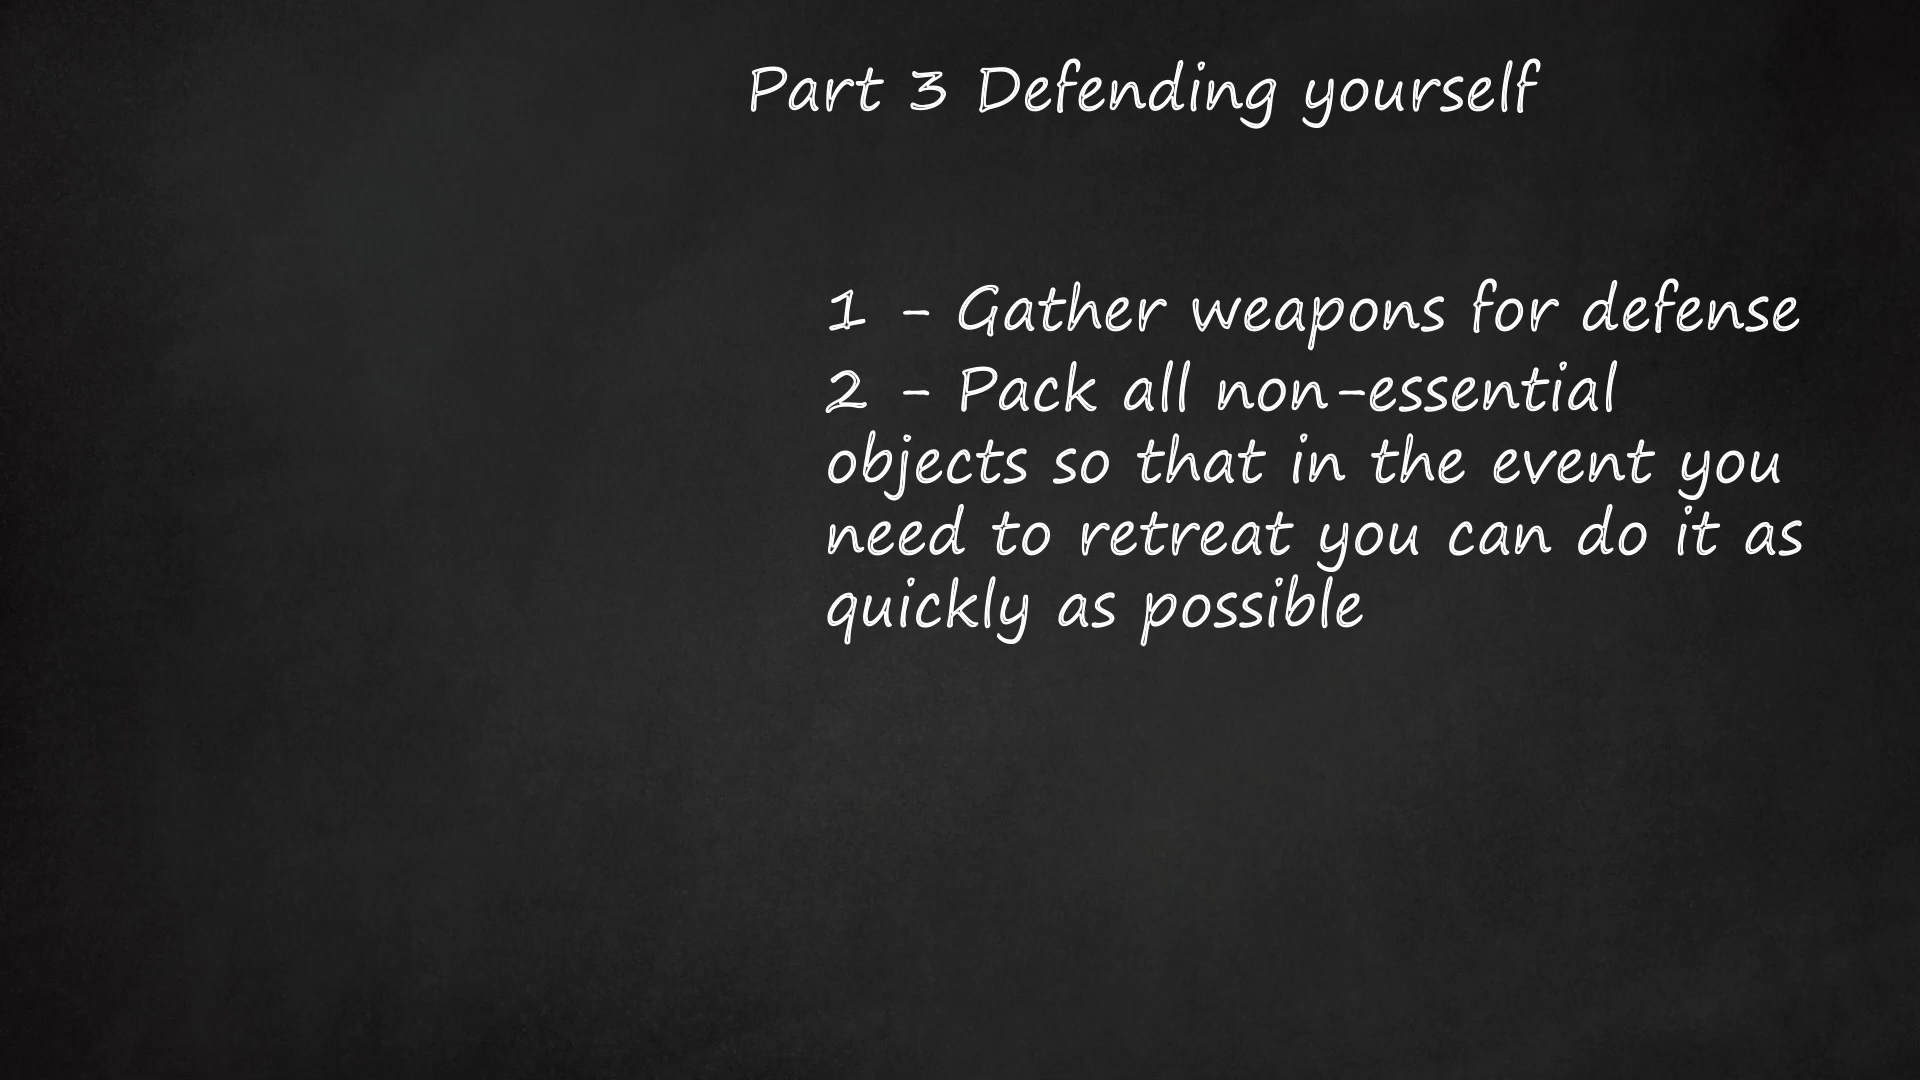 Part 3 Defending yourself
1 - Gather weapons for defense
2 - Pack all non-essential
objects so that in the event you
need to retreat you can do it as
quickly as possible